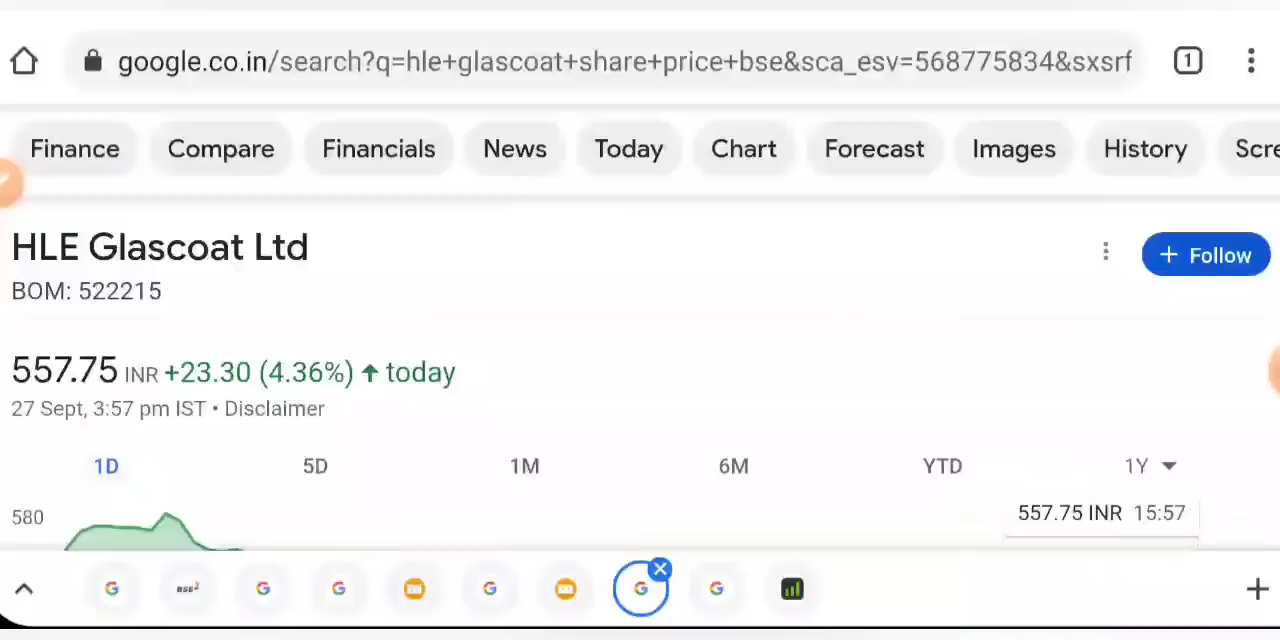 google.co.in/search?q=hle+glascoat+share+price+bse&sca_esv=568775834&sxsrf
1
Finance Compare Financials News Today Chart Forecast Images History Scre
HLE Glascoat Ltd
+ Follow
BOM: 522215
557.75 INR +23.30 (4.36%) ↑ today
27 Sept, 3:57 pm IST • Disclaimer
1D 5D 1M 6M YTD 1Y
580
557.75 INR 15:57
BSE